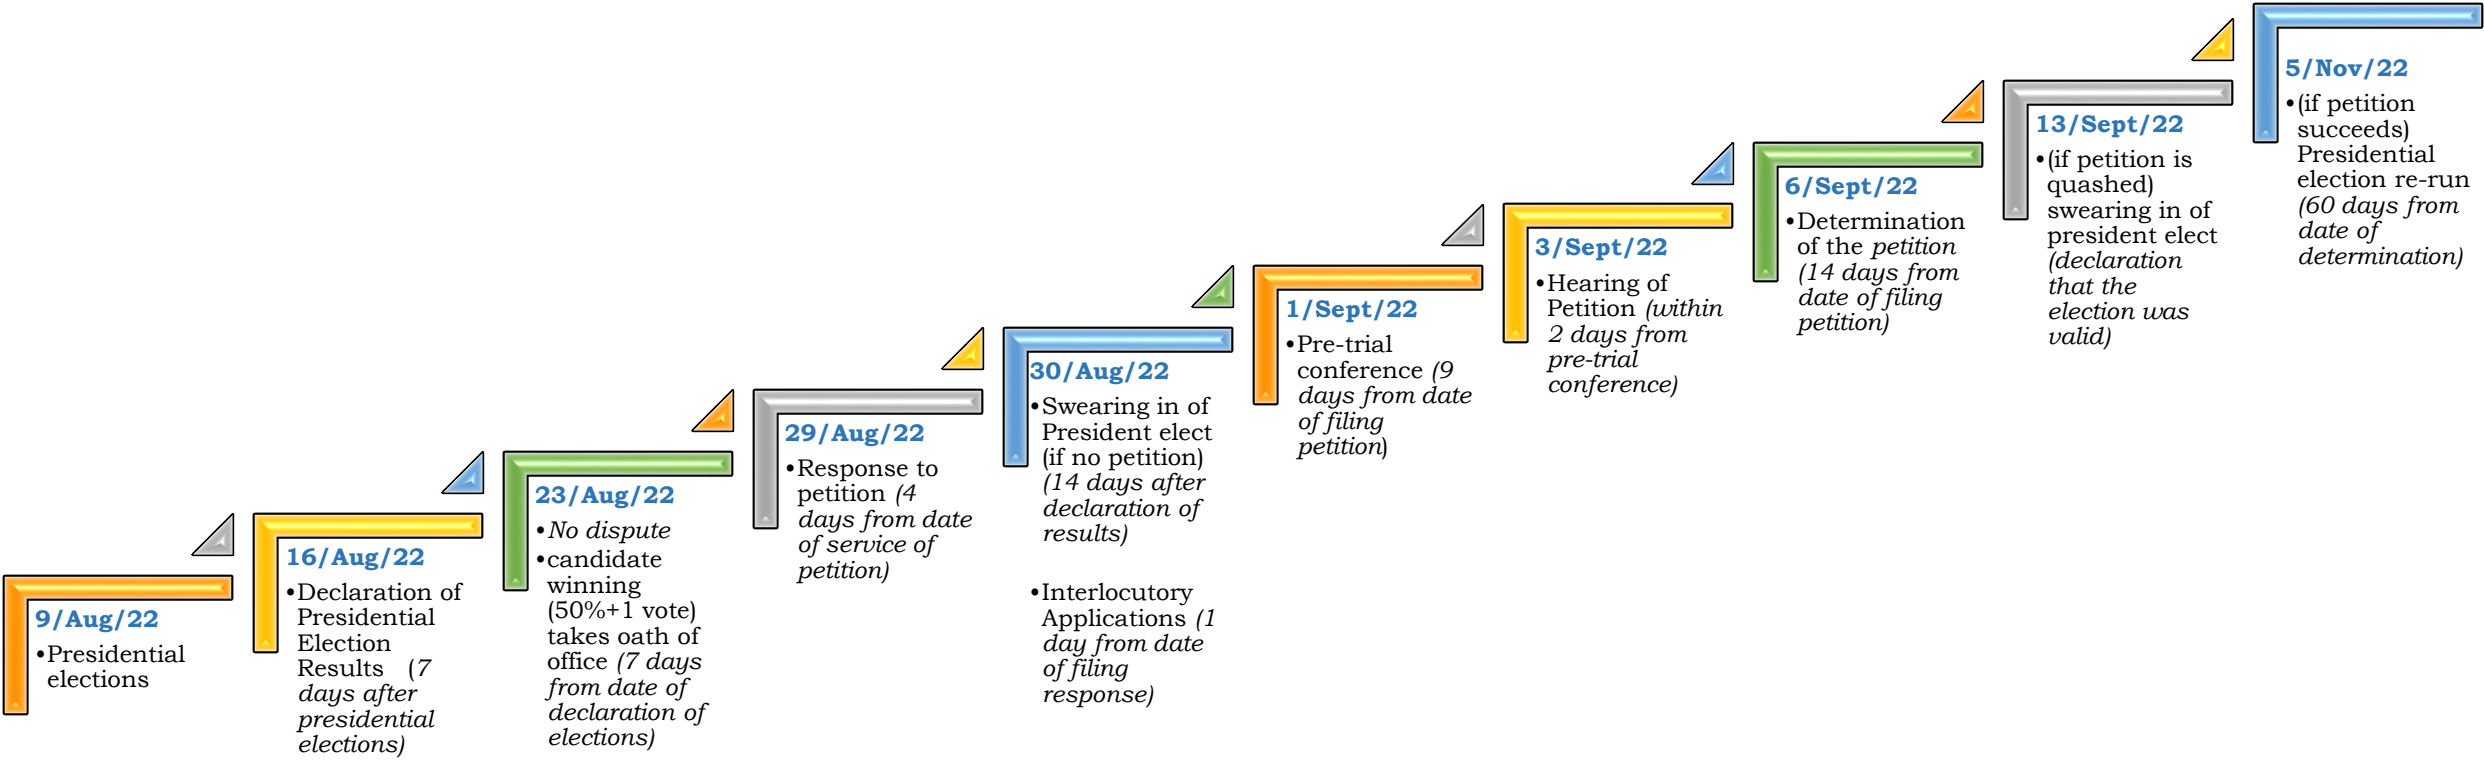 9/Aug/22
•Presidential
elections
16/Aug/22
•Declaration of
Presidential
Election
Results (7
days after
presidential
elections)
23/Aug/22
•No dispute
•candidate
winning
(50%+1 vote)
takes oath of
office (7 days
from date of
declaration of
elections)
29/Aug/22
•Response to
petition (4
days from date
of service of
petition)
30/Aug/22
•Swearing in of
President elect
(if no petition)
(14 days after
declaration of
results)
•Interlocutory
Applications (1
day from date
of filing
response)
1/Sept/22
•Pre-trial
conference (9
days from date
of filing
petition)
3/Sept/22
•Hearing of
Petition (within
2 days from
pre-trial
conference)
6/Sept/22
•Determination
of the petition
(14 days from
date of filing
petition)
13/Sept/22
•(if petition is
quashed)
swearing in of
president elect
(declaration
that the
election was
valid)
5/Nov/22
•(if petition
succeeds)
Presidential
election re-run
(60 days from
date of
determination)